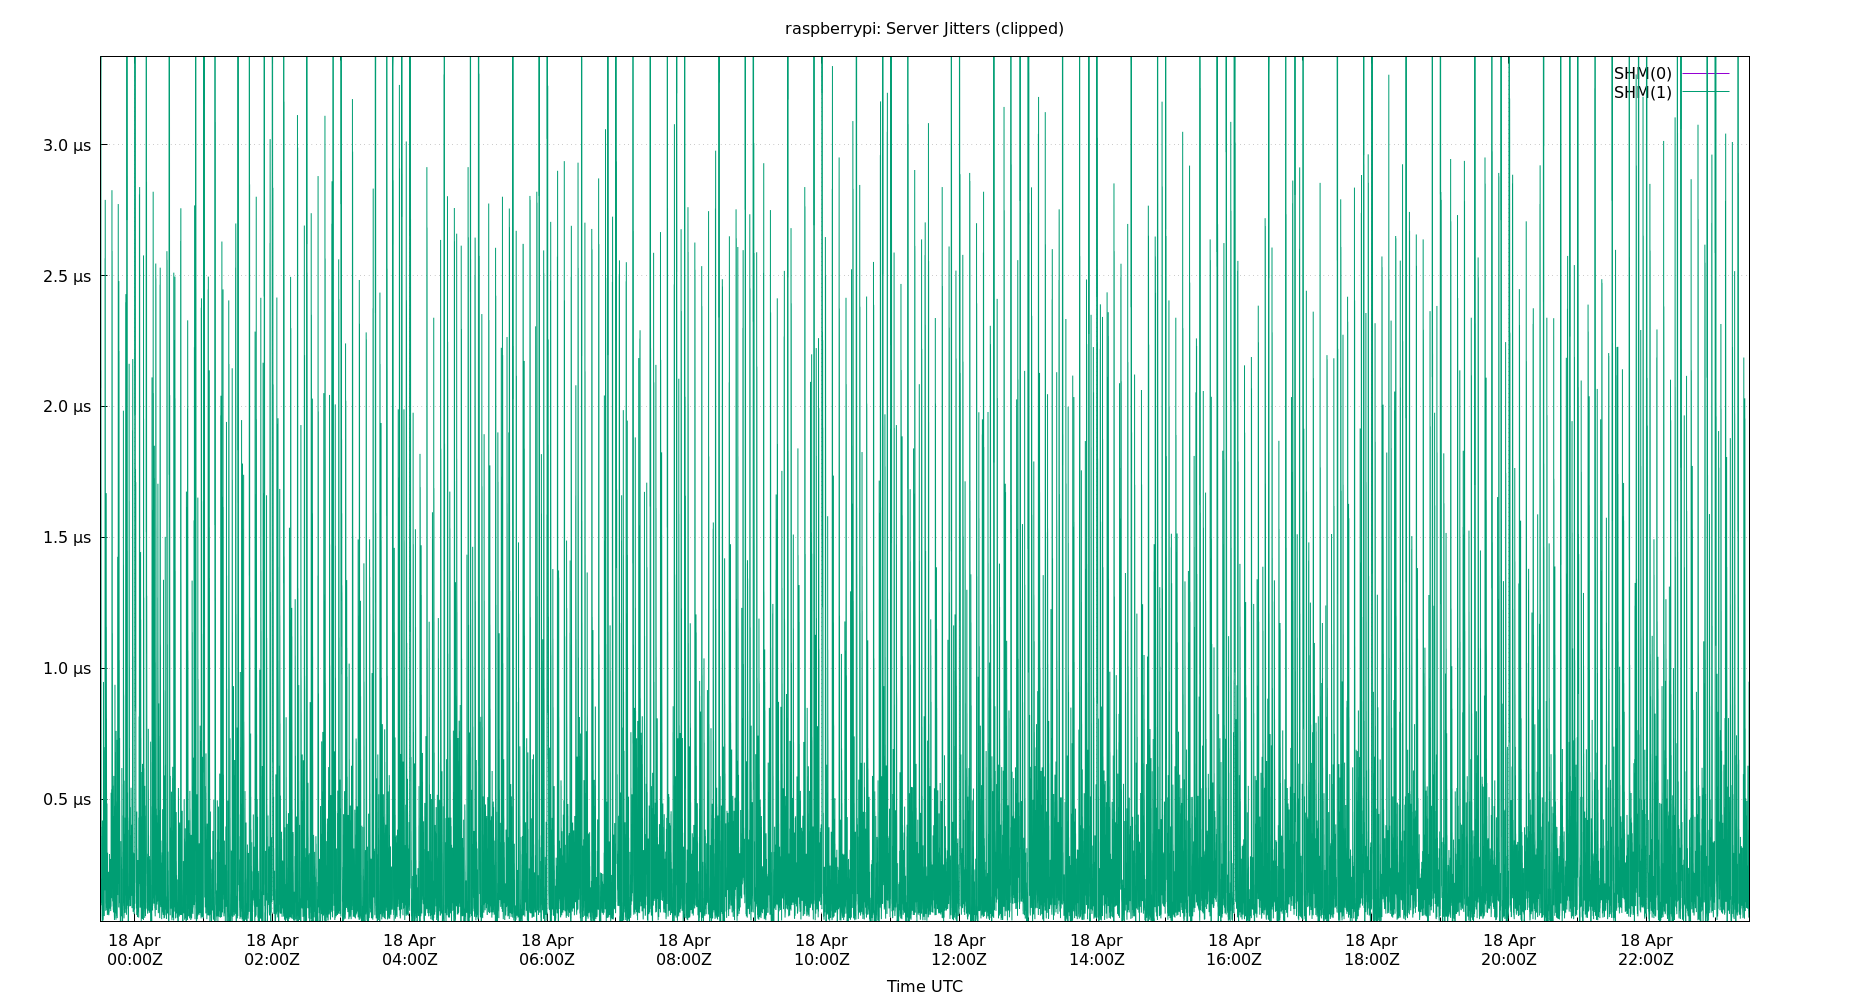 raspberrypi: Server Jitters (clipped)
SHM(0)
SHM(1)
3.0 µs
2.5 µs
2.0 µs
1.5 µs
1.0 µs
0.5 µs
18 Apr 18 Apr 18 Apr 18 Apr 18 Apr 18 Apr 18 Apr 18 Apr 18 Apr 18 Apr 18 Apr 18 Apr
00:00Z 02:00Z 04:00Z 06:00Z 08:00Z 10:00Z 12:00Z 14:00Z 16:00Z 18:00Z 20:00Z 22:00Z
Time UTC